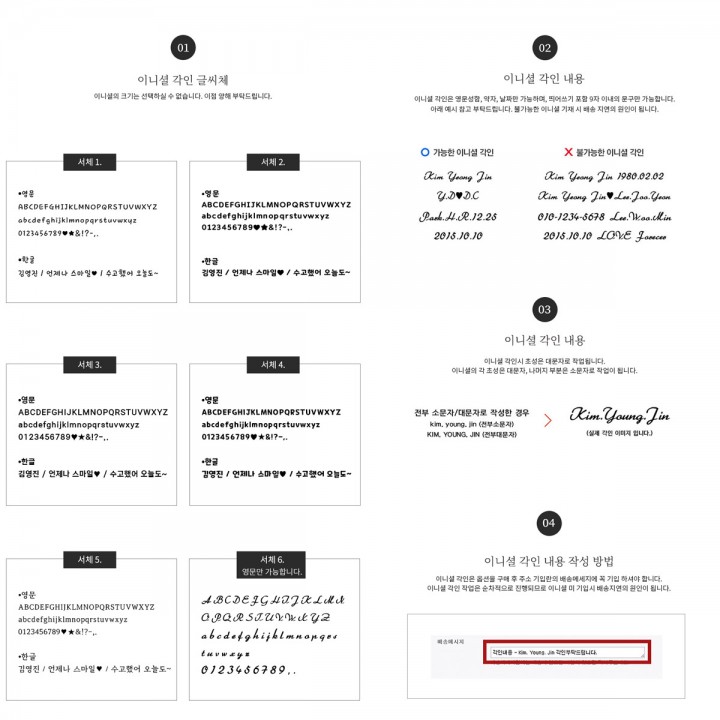 01
이니셜 각인 글씨체
이니셜의 크기는 선택하실 수 없습니다. 이점 양해 부탁드립니다.
서체 1.
•영문
ABCDEFGHIJKLMNOPQRSTUVWXYZ
abcdefghijklmnopqrstuvwxyz
0123456789♥★&!?-,.
•한글
김영진 / 언제나 스마일♥ / 수고했어 오늘도~
서체 2.
•영문
ABCDEFGHIJKLMNOPQRSTUVWXYZ
abcdefghijklmnopqrstuvwxyz
0123456789♥★&!?-,.
•한글
김영진 / 언제나 스마일♥ / 수고했어 오늘도~
서체 3.
•영문
ABCDEFGHIJKLMNOPQRSTUVWXYZ
abcdefghijklmnopqrstuvwxyz
0123456789♥★&!?-,.
•한글
김영진 / 언제나 스마일♥ / 수고했어 오늘도~
서체 4.
•영문
ABCDEFGHIJKLMNOPQRSTUVWXYZ
abcdefghijklmnopqrstuvwxyz
0123456789♥★&!?-,.
•한글
김영진 / 언제나 스마일♥ / 수고했어 오늘도~
서체 5.
•영문
ABCDEFGHIJKLMNOPQRSTUVWXYZ
abcdefghijklmnopqrstuvwxyz
0123456789♥★&!?-,.
•한글
김영진 / 언제나 스마일♥ / 수고했어 오늘도~
서체 6.
영문만 가능합니다.
ABCDEFGHIJKLMN
OPQRSTUVWXYZ
abcdefghijklmnopqrs
tuvwxyz
0123456789,.
02
이니셜 각인 내용
이니셜 각인은 영문성함, 약자, 날짜만 가능하며, 띄어쓰기 포함 9자 이내의 문구만 가능합니다.
아래 예시 참고 부탁드립니다. 불가능한 이니셜 기재 시 배송 지연의 원인이 됩니다.
가능한 이니셜 각인
Kim Yeong Jin
Y.D♥D.C
Park.H.R.12.25
2015.10.10
불가능한 이니셜 각인
Kim Yeong Jin 1980.02.02
Kim Yeong Jin♥Lee.Joo.Yeon
010-1234-5678 Lee.Woo.Min
2015.10.10 LOVE Forever
03
이니셜 각인 내용
이니셜 각인시 초성은 대문자로 작업됩니다.
이니셜의 각 초성은 대문자, 나머지 부분은 소문자로 작업이 됩니다.
전부 소문자/대문자로 작성한 경우
kim, young, jin (전부소문자)
KIM, YOUNG, JIN (전부대문자)
Kim.Young.Jin
(실제 각인 이미지 입니다.)
04
이니셜 각인 내용 작성 방법
이니셜 각인은 옵션을 구매 후 주소 기입란의 배송메세지에 꼭 기입 하셔야 합니다.
이니셜 각인 작업은 순차적으로 진행되므로 이니셜 미 기입시 배송지연의 원인이 됩니다.
배송메세지
각인내용 - Kim. Young. Jin 각인부탁드립니다.